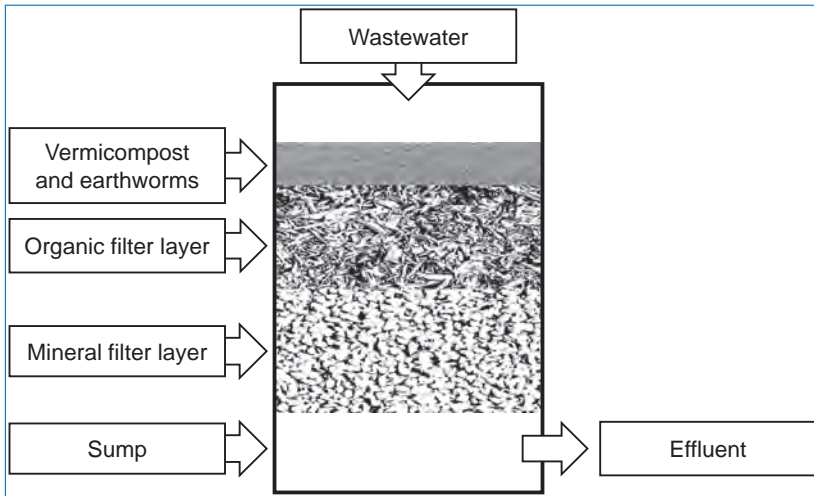 Wastewater
Vermicompost
and earthworms
Organic filter layer
Mineral filter layer
Sump
Effluent